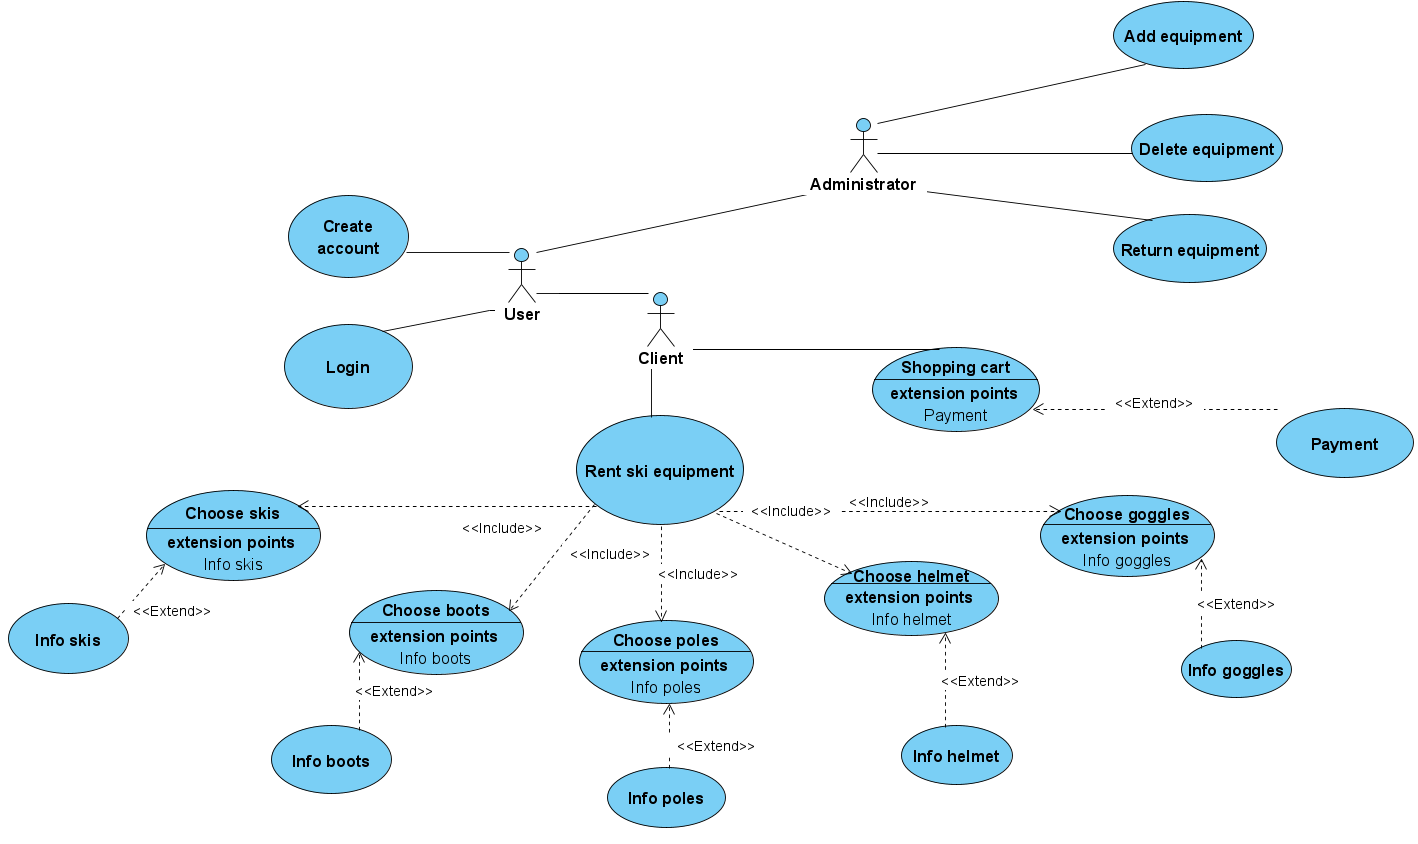 Add equipment
Delete equipment
Administrator
Create
account
Return equipment
User
Login
Client
Shopping cart
extension points
Payment
<<Extend>>
Payment
Rent ski equipment
Choose skis
extension points
Info skis
<<Include>>
<<Include>>
<<Include>>
<<Include>>
<<Include>>
Choose goggles
extension points
Info goggles
<<Extend>>
Info skis
Choose boots
extension points
Info boots
Choose poles
extension points
Info poles
Choose helmet
extension points
Info helmet
<<Extend>>
Info goggles
<<Extend>>
Info boots
<<Extend>>
Info poles
<<Extend>>
Info helmet